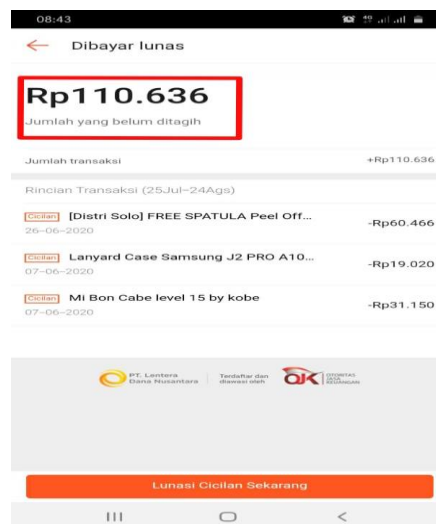 08:43
Dibayar lunas
Rp110.636
Jumlah yang belum ditagih
Jumlah transaksi +Rp110.636
Rincian Transaksi (25Jul-24Ags)
Cicilan [Distri Solo] FREE SPATULA Peel Off...
26-06-2020 -Rp60.466
Cicilan Lanyard Case Samsung J2 PRO A10...
07-06-2020 -Rp19.020
Cicilan Mi Bon Cabe level 15 by kobe
07-06-2020 -Rp31.150
PT. Lentera
Dana Nusantara
Terdaftar dan
diawasi oleh
OJK
OTORITAS
JASA
KEUANGAN
Lunasi Cicilan Sekarang